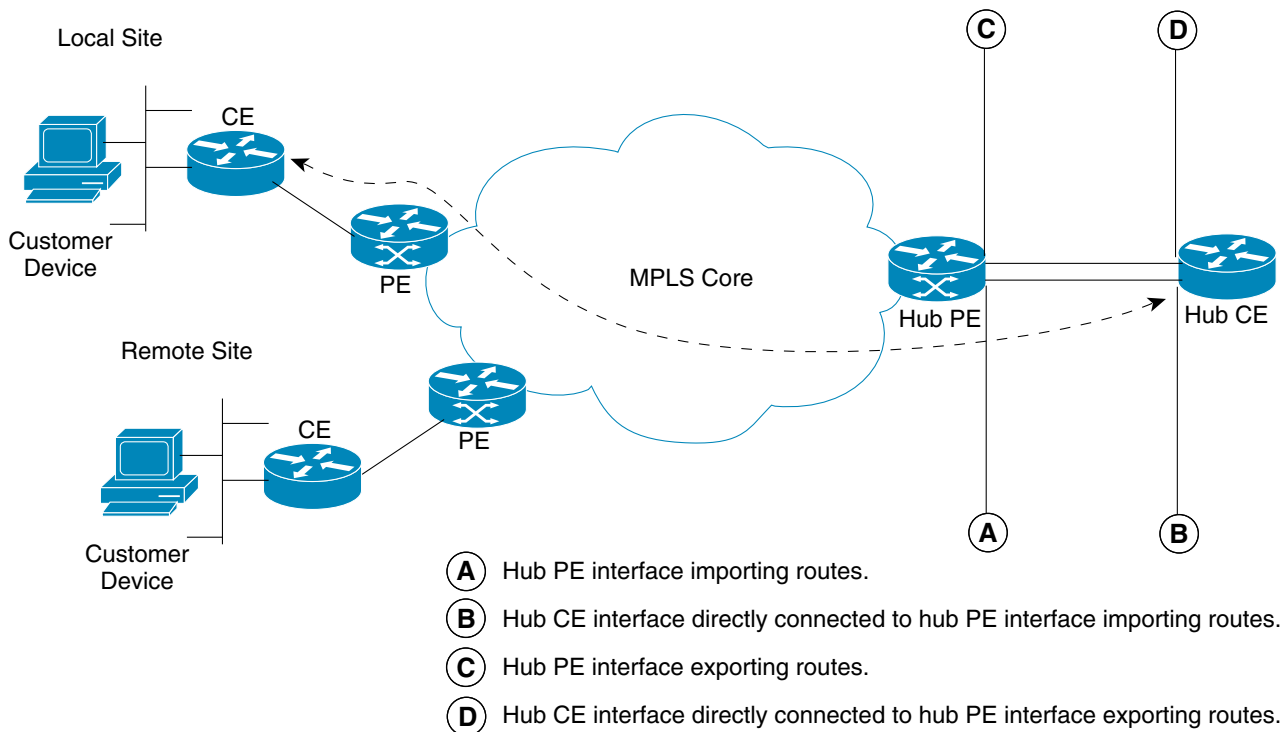 Local Site
C
D
CE
Customer
Device
PE
MPLS Core
Hub PE
Hub CE
Remote Site
CE
PE
Customer
Device
A
B
A Hub PE interface importing routes.
B Hub CE interface directly connected to hub PE interface importing routes.
C Hub PE interface exporting routes.
D Hub CE interface directly connected to hub PE interface exporting routes.